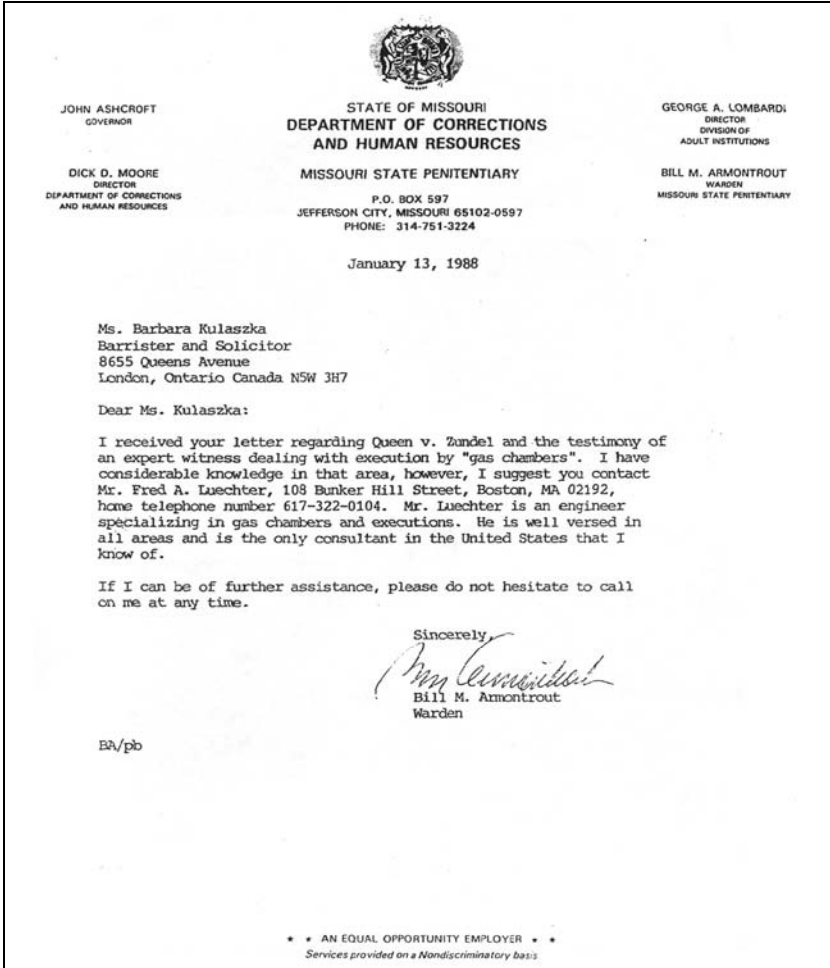 JOHN ASHCROFT
GOVERNOR
DICK D. MOORE
DIRECTOR
DEPARTMENT OF CORRECTIONS
AND HUMAN RESOURCES
STATE OF MISSOURI
DEPARTMENT OF CORRECTIONS
AND HUMAN RESOURCES
MISSOURI STATE PENITENTIARY
P.O. BOX 597
JEFFERSON CITY, MISSOURI 65102-0597
PHONE: 314-751-3224
GEORGE A. LOMBARDI
DIRECTOR
DIVISION OF
ADULT INSTITUTIONS
BILL M. ARMONTROUT
WARDEN
MISSOURI STATE PENITENTIARY
January 13, 1988
Ms. Barbara Kulaszka
Barrister and Solicitor
8655 Queens Avenue
London, Ontario Canada N5W 3H7
Dear Ms. Kulaszka:
I received your letter regarding Queen v. Zundel and the testimony of
an expert witness dealing with execution by "gas chambers". I have
considerable knowledge in that area, however, I suggest you contact
Mr. Fred A. Luechter, 108 Bunker Hill Street, Boston, MA 02192,
home telephone number 617-322-0104. Mr. Luechter is an engineer
specializing in gas chambers and executions. He is well versed in
all areas and is the only consultant in the United States that I
know of.
If I can be of further assistance, please do not hesitate to call
on me at any time.
Sincerely,
Bill M. Armontrout
Warden
BA/pb
* * AN EQUAL OPPORTUNITY EMPLOYER * *
Services provided on a Nondiscriminatory basis